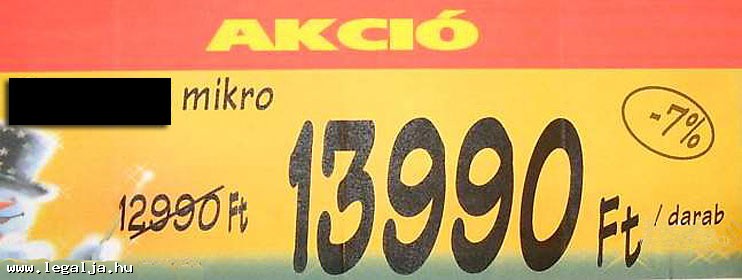 AKCIÓ
mikro
-7%
12990 Ft
13990 Ft / darab
www.legalja.hu